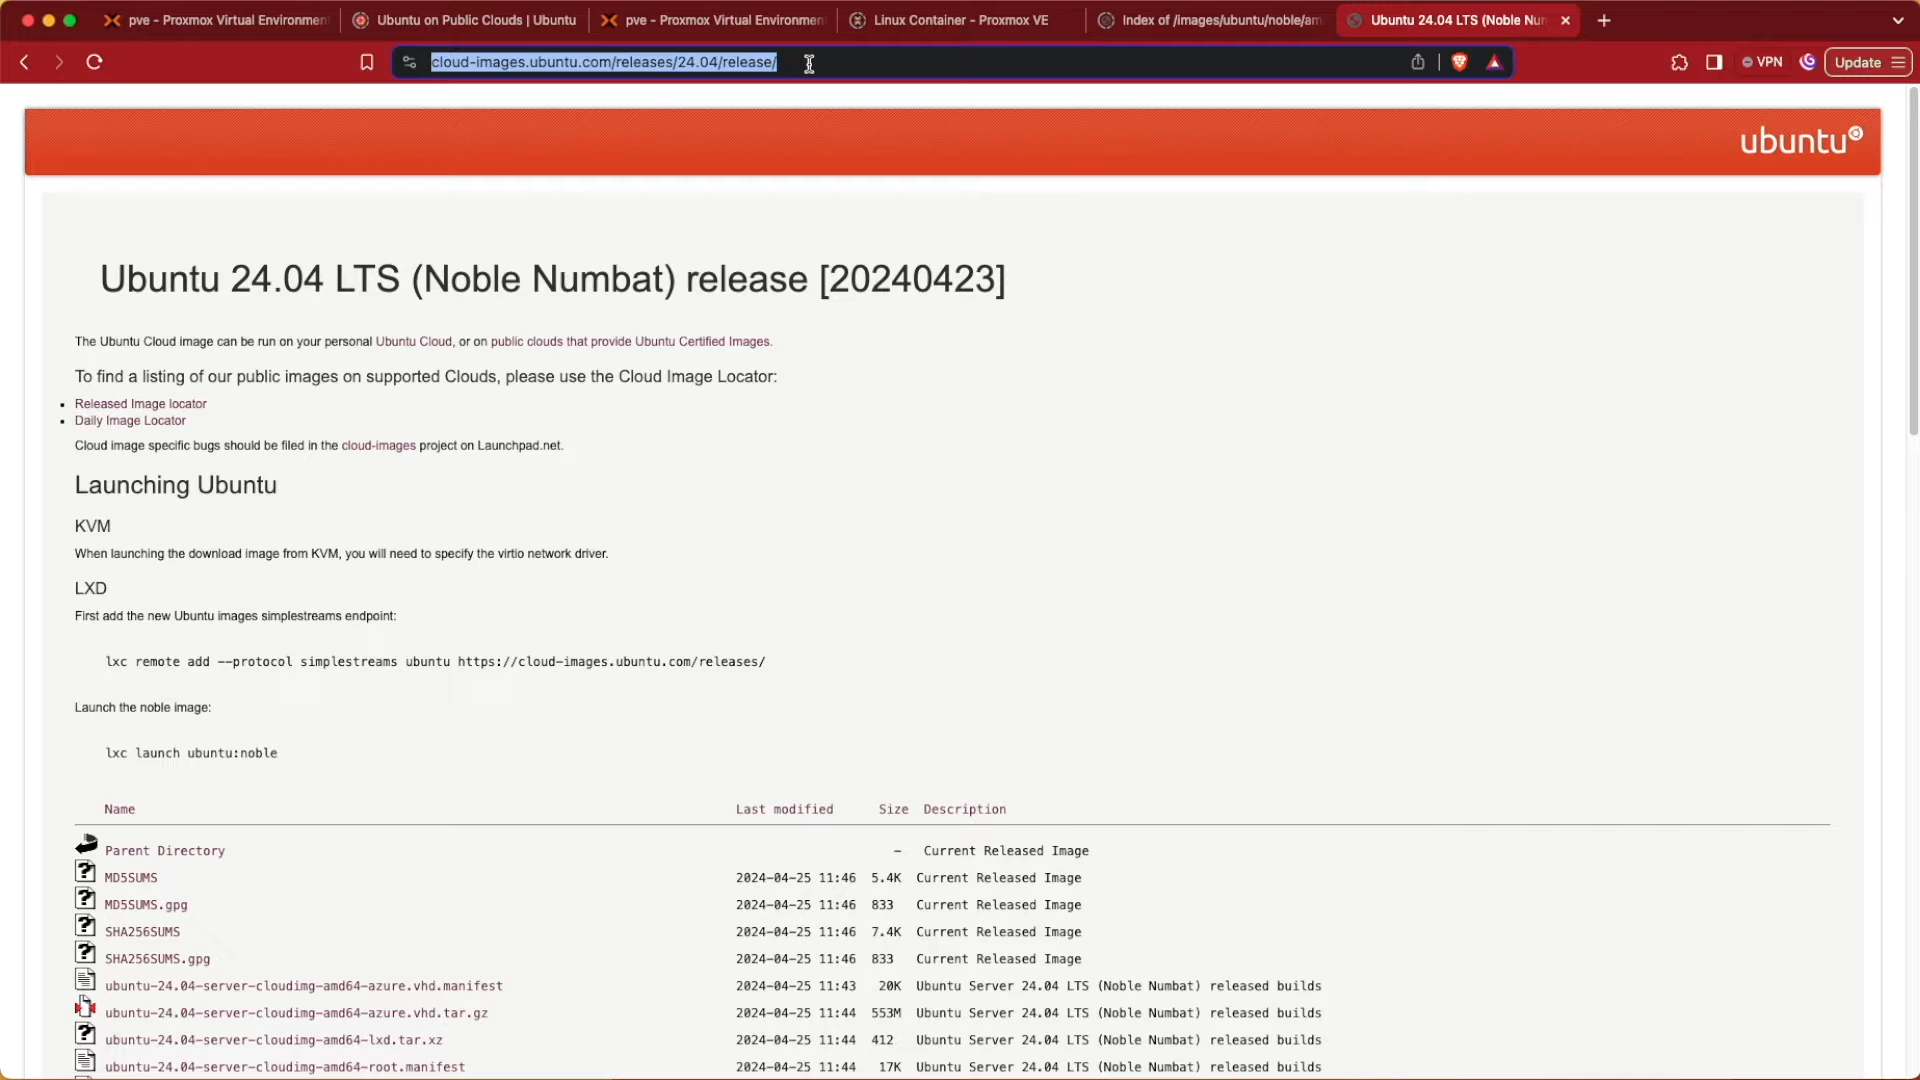 pve - Proxmox Virtual Environmen
Ubuntu on Public Clouds | Ubuntu
pve - Proxmox Virtual Environmen
Linux Container - Proxmox VE
Index of /images/ubuntu/noble/am
Ubuntu 24.04 LTS (Noble Num
cloud-images.ubuntu.com/releases/24.04/release/
VPN
Update
ubuntu
Ubuntu 24.04 LTS (Noble Numbat) release [20240423]
The Ubuntu Cloud image can be run on your personal Ubuntu Cloud, or on public clouds that provide Ubuntu Certified Images.
To find a listing of our public images on supported Clouds, please use the Cloud Image Locator:
• Released Image locator
• Daily Image Locator
Cloud image specific bugs should be filed in the cloud-images project on Launchpad.net.
Launching Ubuntu
KVM
When launching the download image from KVM, you will need to specify the virtio network driver.
LXD
First add the new Ubuntu images simplestreams endpoint:
lxc remote add --protocol simplestreams ubuntu https://cloud-images.ubuntu.com/releases/
Launch the noble image:
lxc launch ubuntu:noble
Name Last modified Size Description
Parent Directory - Current Released Image
MD5SUMS 2024-04-25 11:46 5.4K Current Released Image
MD5SUMS.gpg 2024-04-25 11:46 833 Current Released Image
SHA256SUMS 2024-04-25 11:46 7.4K Current Released Image
SHA256SUMS.gpg 2024-04-25 11:46 833 Current Released Image
ubuntu-24.04-server-cloudimg-amd64-azure.vhd.manifest 2024-04-25 11:43 20K Ubuntu Server 24.04 LTS (Noble Numbat) released builds
ubuntu-24.04-server-cloudimg-amd64-azure.vhd.tar.gz 2024-04-25 11:44 553M Ubuntu Server 24.04 LTS (Noble Numbat) released builds
ubuntu-24.04-server-cloudimg-amd64-lxd.tar.xz 2024-04-25 11:44 412 Ubuntu Server 24.04 LTS (Noble Numbat) released builds
ubuntu-24.04-server-cloudimg-amd64-root.manifest 2024-04-25 11:44 17K Ubuntu Server 24.04 LTS (Noble Numbat) released builds